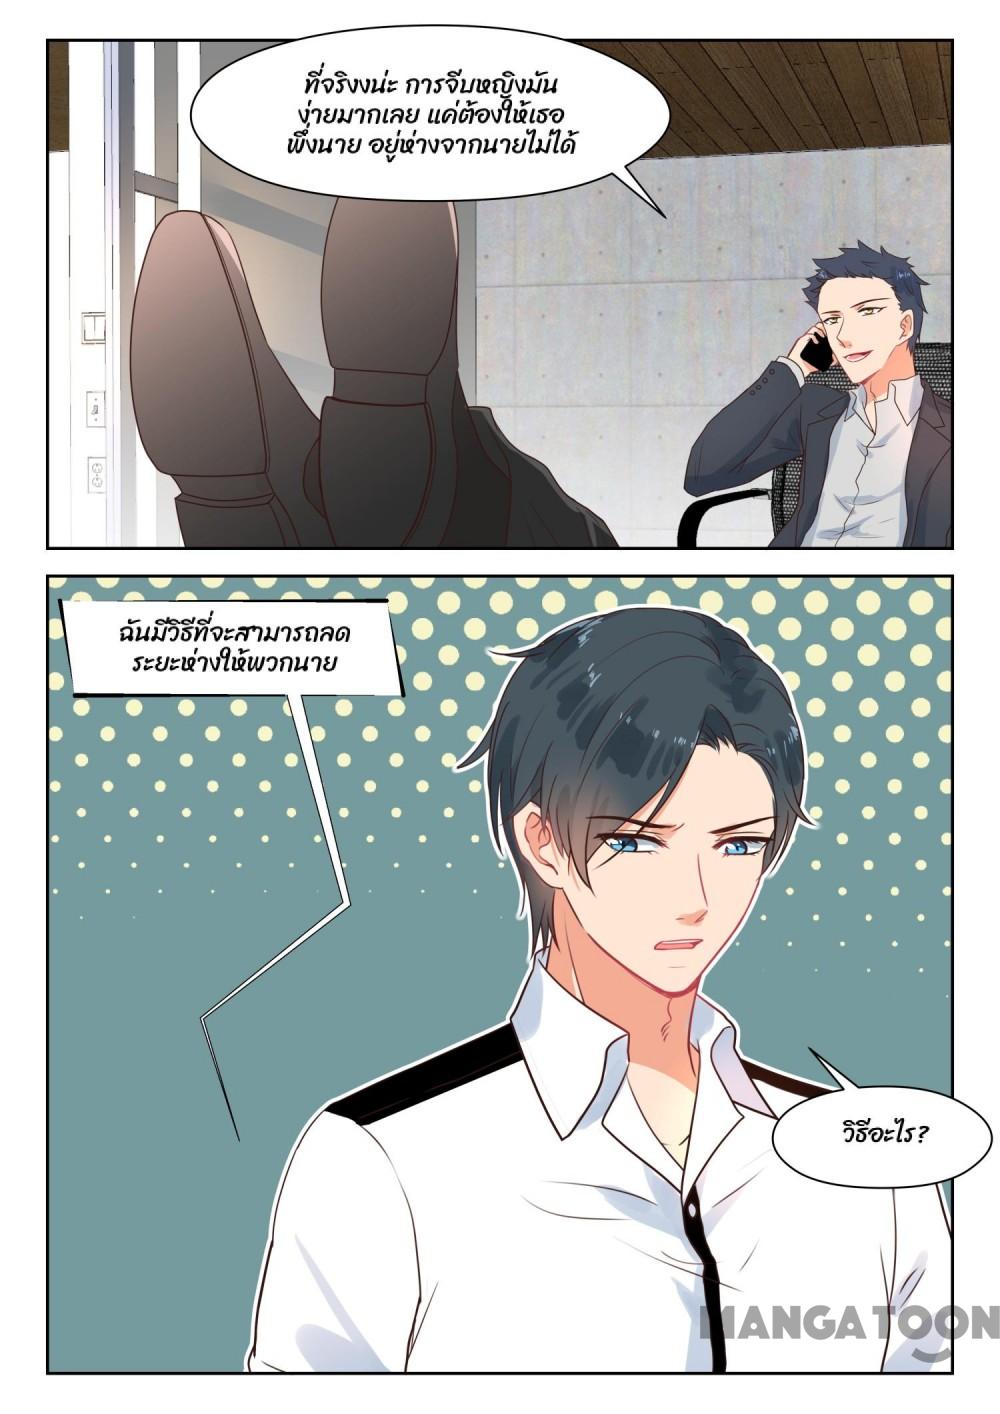 ที่จริงงน่ะ การจีบหญิงมัน
ง่ายมากเลย แค่ต้องให้เธอ
พึ่งนาย อยู่ห่างจากนายไม่ได้
ฉันมีวิธีที่จะสามารถลด
ระยะห่างให้พวกนาย
วิธีอะไร?
MANGATOON